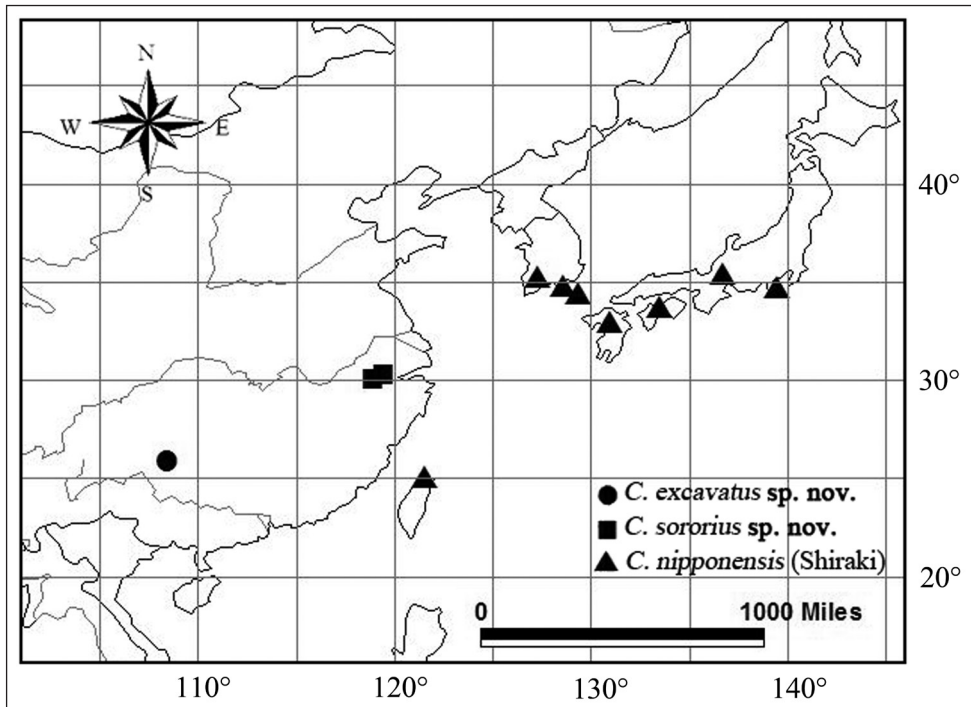 N
W E
S
40°
30°
20°
C. excavatus sp. nov.
C. sororius sp. nov.
C. nipponensis (Shiraki)
0 1000 Miles
110° 120° 130° 140°